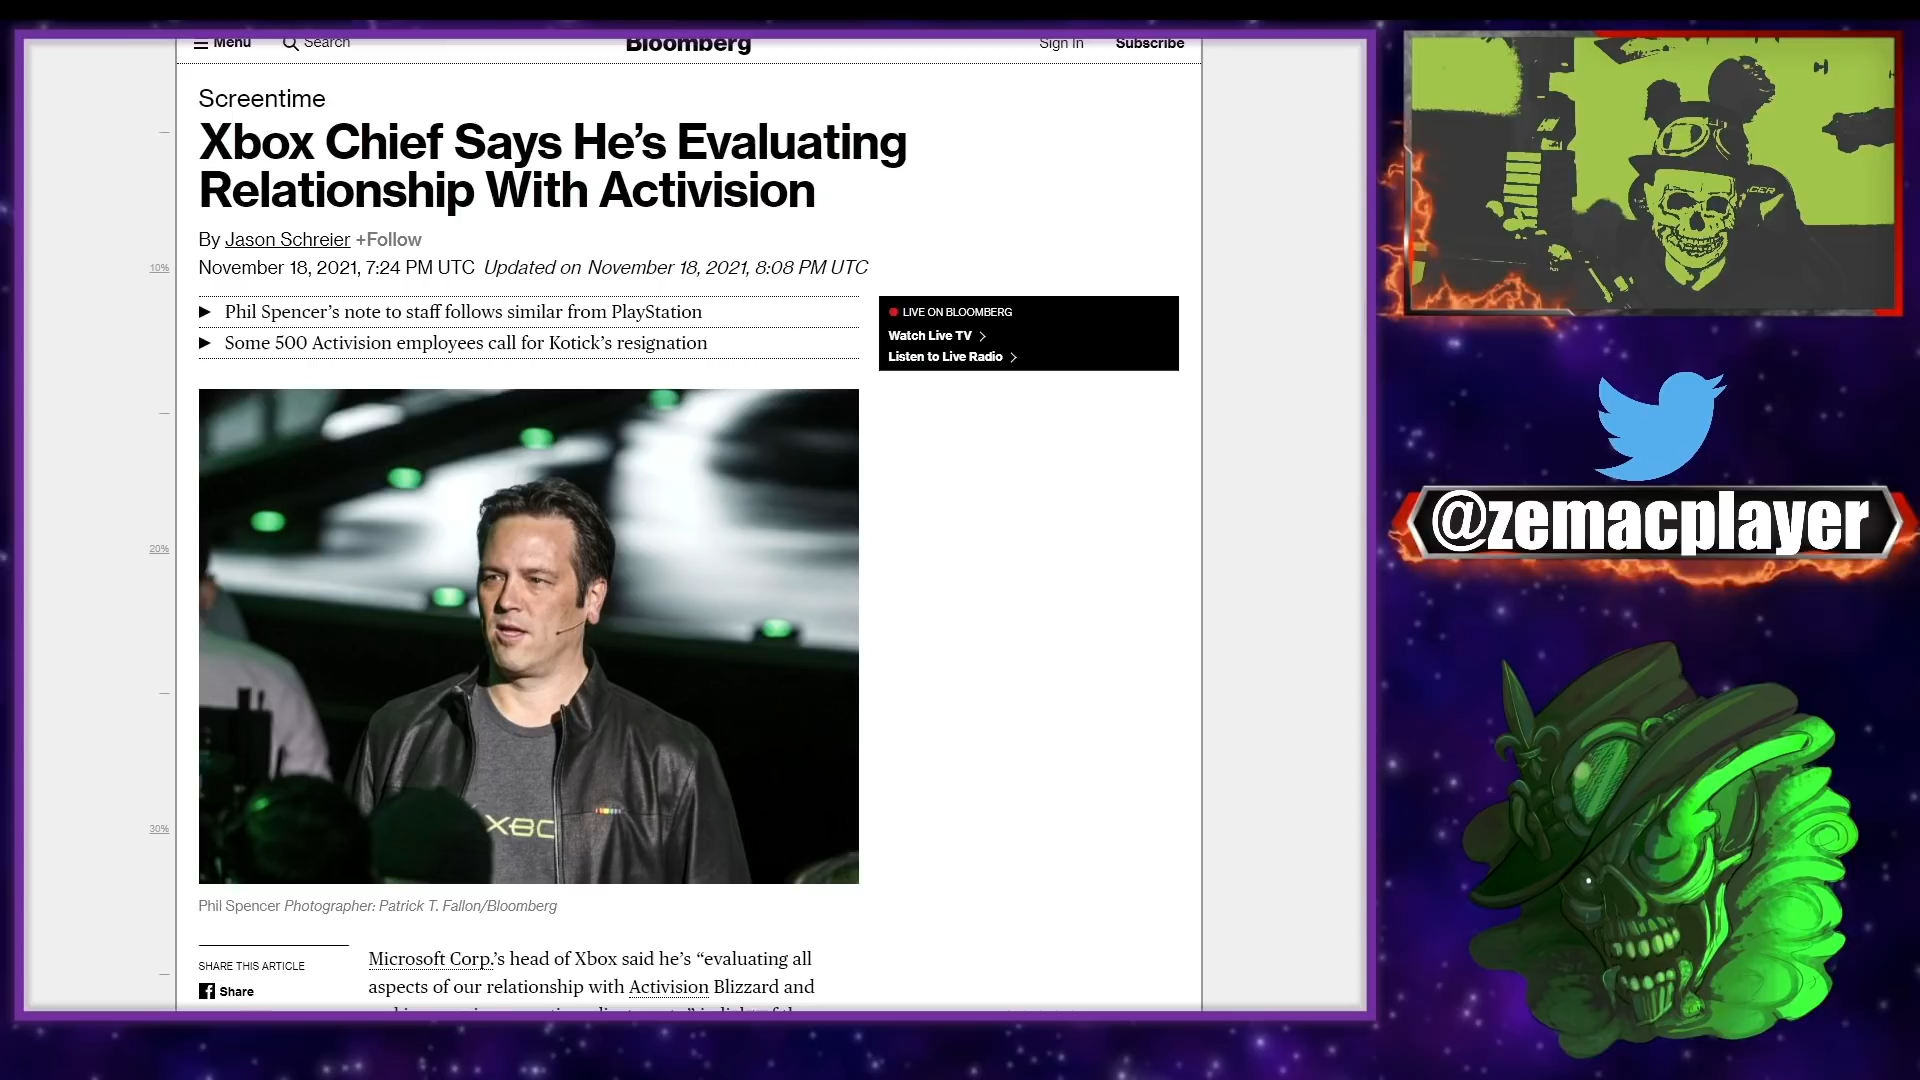 Menu
Search
Bloomberg
Sign In
Subscribe
Screentime
Xbox Chief Says He’s Evaluating
Relationship With Activision
By Jason Schreier +Follow
November 18, 2021, 7:24 PM UTC Updated on November 18, 2021, 8:08 PM UTC
10%
Phil Spencer’s note to staff follows similar from PlayStation
Some 500 Activision employees call for Kotick’s resignation
LIVE ON BLOOMBERG
Watch Live TV
Listen to Live Radio
@zemacplayer
20%
30%
XBO
Phil Spencer Photographer: Patrick T. Fallon/Bloomberg
SHARE THIS ARTICLE
Share
Microsoft Corp.’s head of Xbox said he’s “evaluating all
aspects of our relationship with Activision Blizzard and